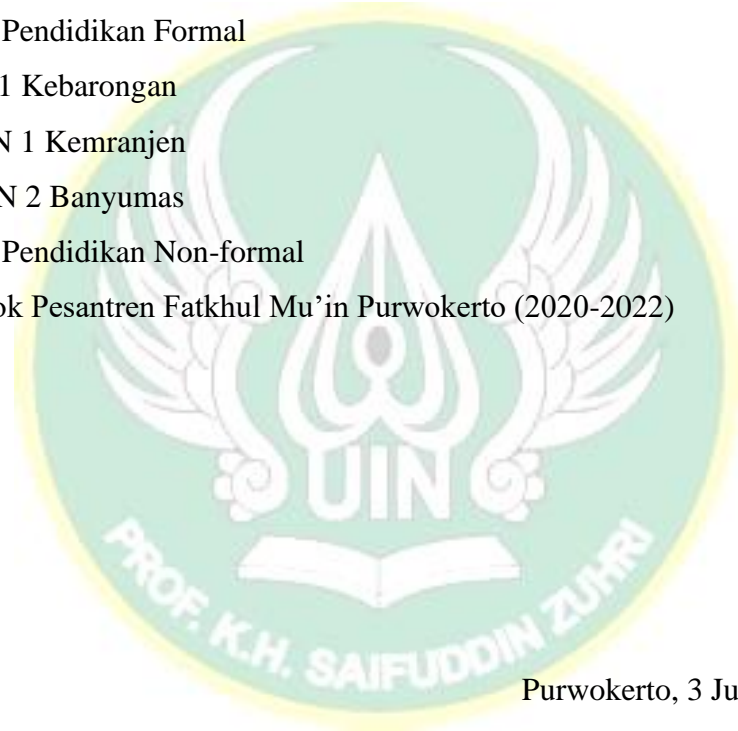 Pendidikan Formal
1 Kebarongan
N 1 Kemranjen
N 2 Banyumas
Pendidikan Non-formal
ok Pesantren Fatkhul Mu’in Purwokerto (2020-2022)
UIN
PROF. K.H. SAIFUDDIN ZUHRI
Purwokerto, 3 Ju